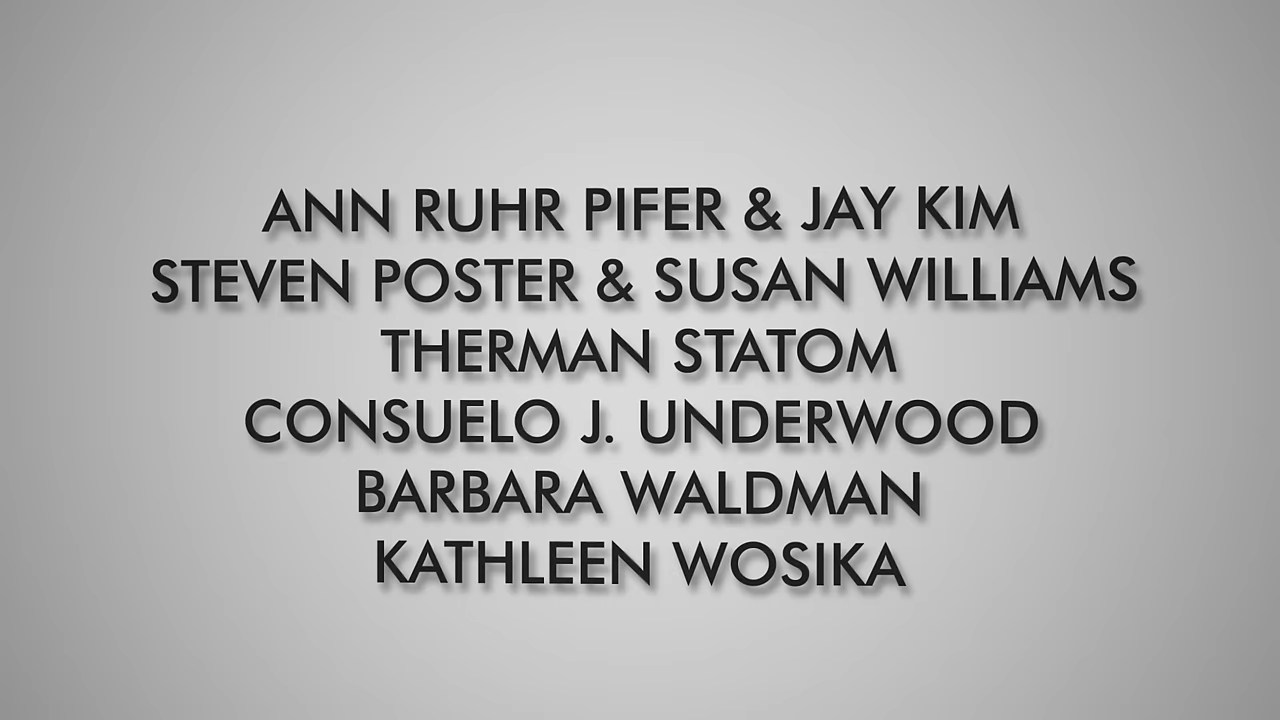 ANN RUHR PIFER & JAY KIM
STEVEN POSTER & SUSAN WILLIAMS
THERMAN STATOM
CONSUELO J. UNDERWOOD
BARBARA WALDMAN
KATHLEEN WOSIKA